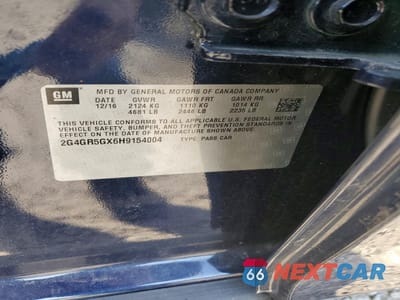 GM
MFD BY GENERAL MOTORS OF CANADA COMPANY
DATE GVWR GAWR FRT GAWR RR
12/16 2124 KG 1110 KG 1014 KG
4681 LB 2446 LB 2235 LB
THIS VEHICLE CONFORMS TO ALL APPLICABLE U.S. FEDERAL MOTOR
VEHICLE SAFETY, BUMPER, AND THEFT PREVENTION STANDARDS IN
EFFECT ON THE DATE OF MANUFACTURE SHOWN ABOVE.
2G4GR5GX6H9154004 TYPE: PASS CAR
66 NEXTCAR